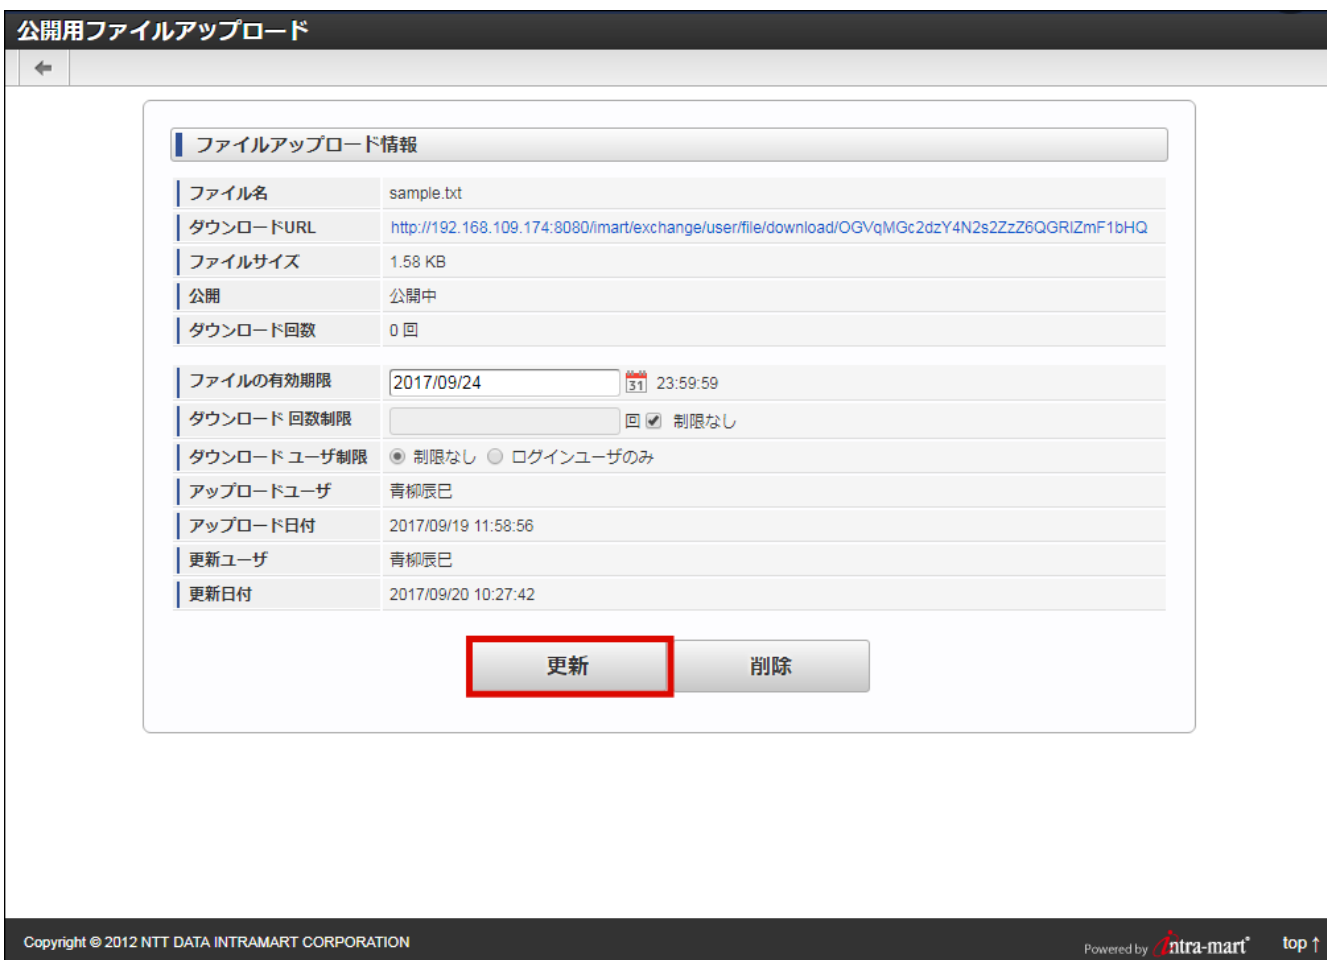 公開用ファイルアップロード
ファイルアップロード情報
ファイル名 sample.txt
ダウンロードURL http://192.168.109.174:8080/imart/exchange/user/file/download/OGVqMGc2dzY4N2s2ZzZ6QGRlZmF1bHQ
ファイルサイズ 1.58 KB
公開 公開中
ダウンロード回数 0 回
ファイルの有効期限 2017/09/24 31 23:59:59
ダウンロード 回数制限 回 制限なし
ダウンロード ユーザ制限 制限なし ログインユーザのみ
アップロードユーザ 青柳辰巳
アップロード日付 2017/09/19 11:58:56
更新ユーザ 青柳辰巳
更新日付 2017/09/20 10:27:42
更新 削除
Copyright © 2012 NTT DATA INTRAMART CORPORATION Powered by intra-mart top ↑